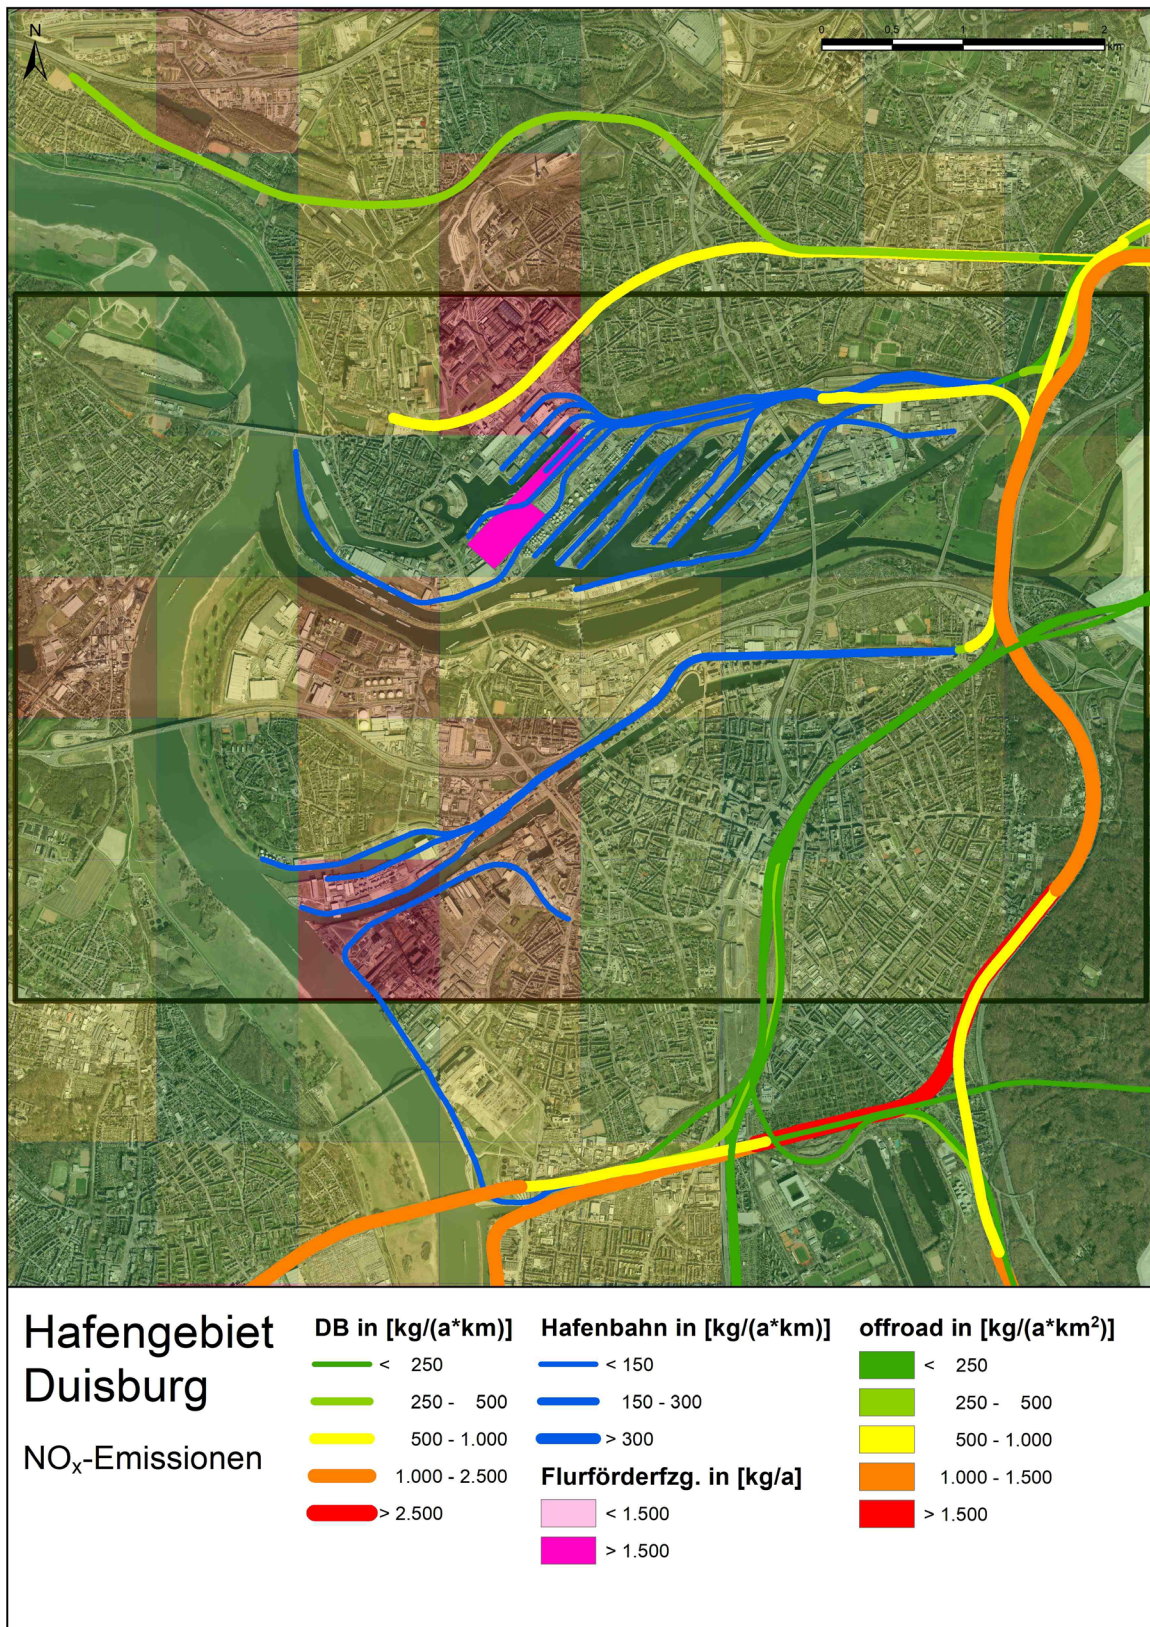 N
0 0,5 1 2
km
Hafengebiet
Duisburg
NOx-Emissionen
DB in [kg/(a*km)]
< 250
250 - 500
500 - 1.000
1.000 - 2.500
> 2.500
Hafenbahn in [kg/(a*km)]
< 150
150 - 300
> 300
Flurförderfzg. in [kg/a]
< 1.500
> 1.500
offroad in [kg/(a*km²)]
< 250
250 - 500
500 - 1.000
1.000 - 1.500
> 1.500